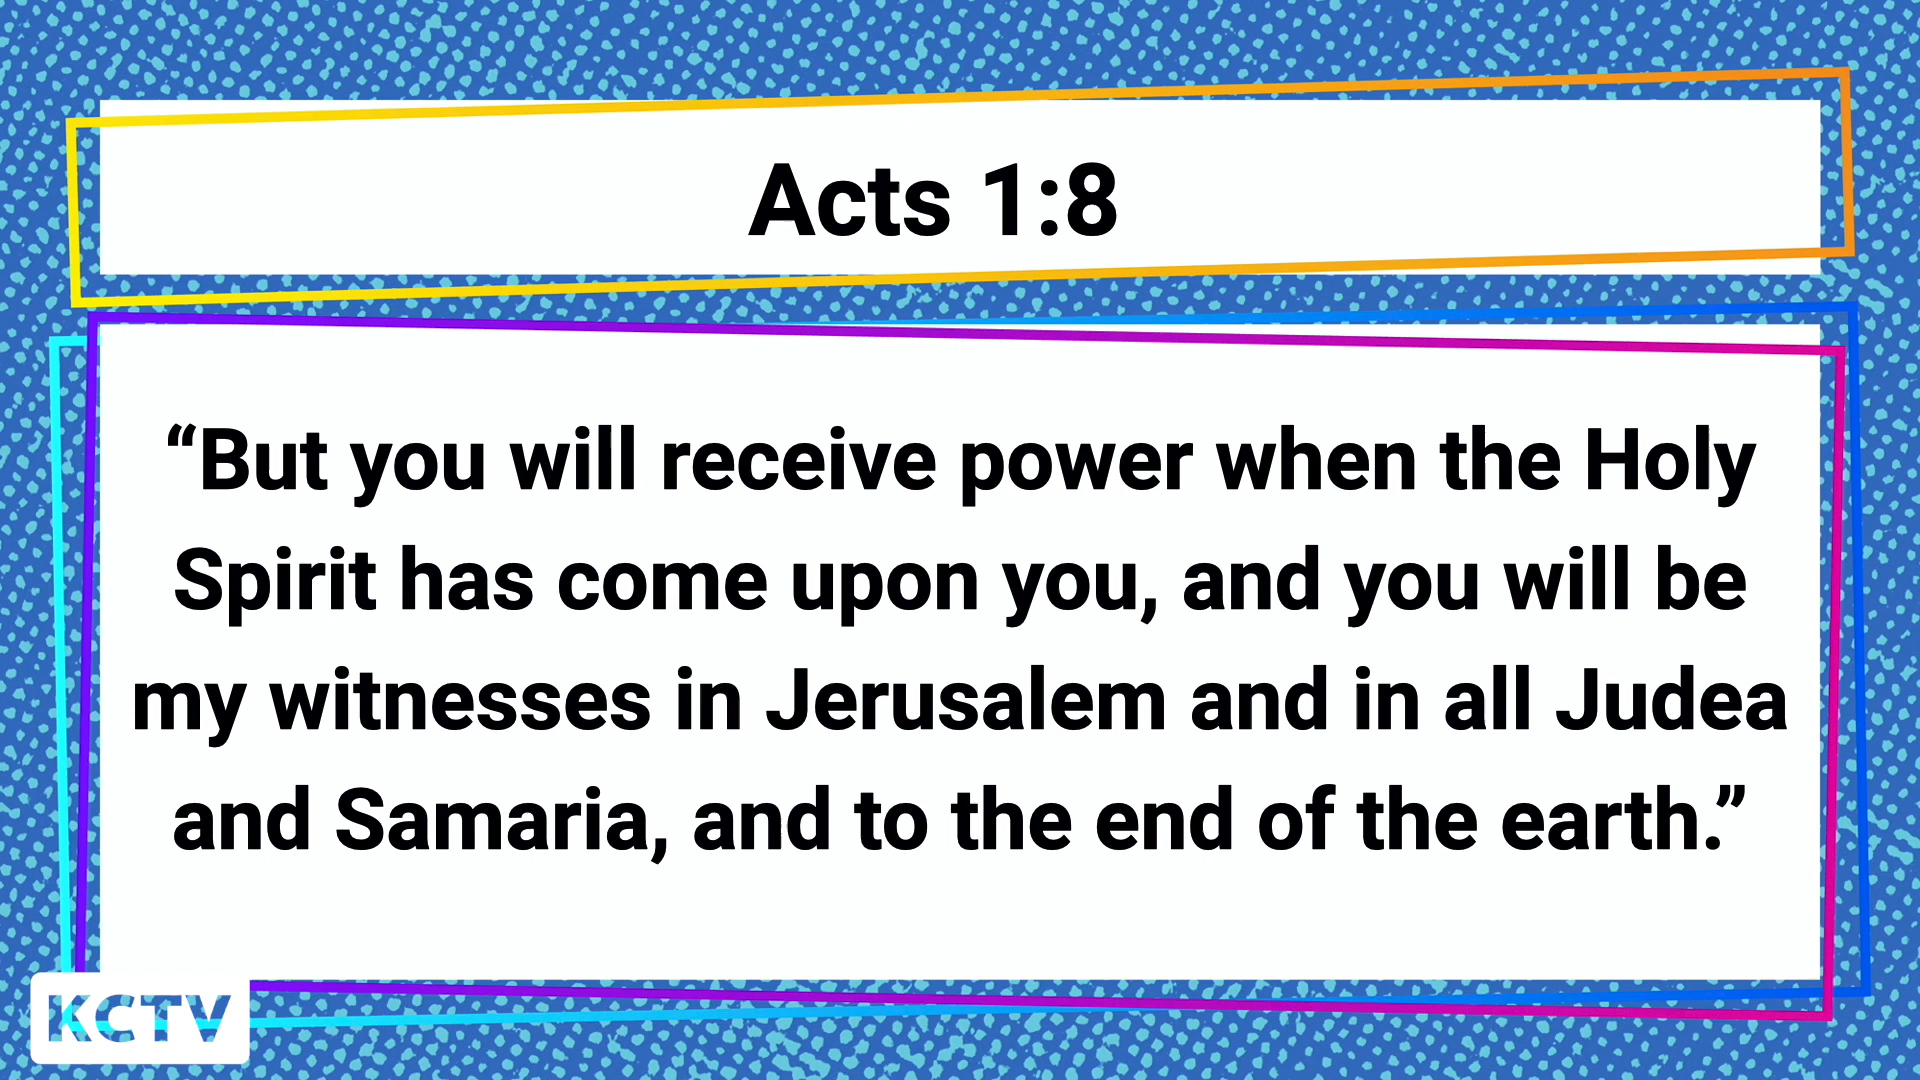 Acts 1:8
“But you will receive power when the Holy
Spirit has come upon you, and you will be
my witnesses in Jerusalem and in all Judea
and Samaria, and to the end of the earth.”
KCTV